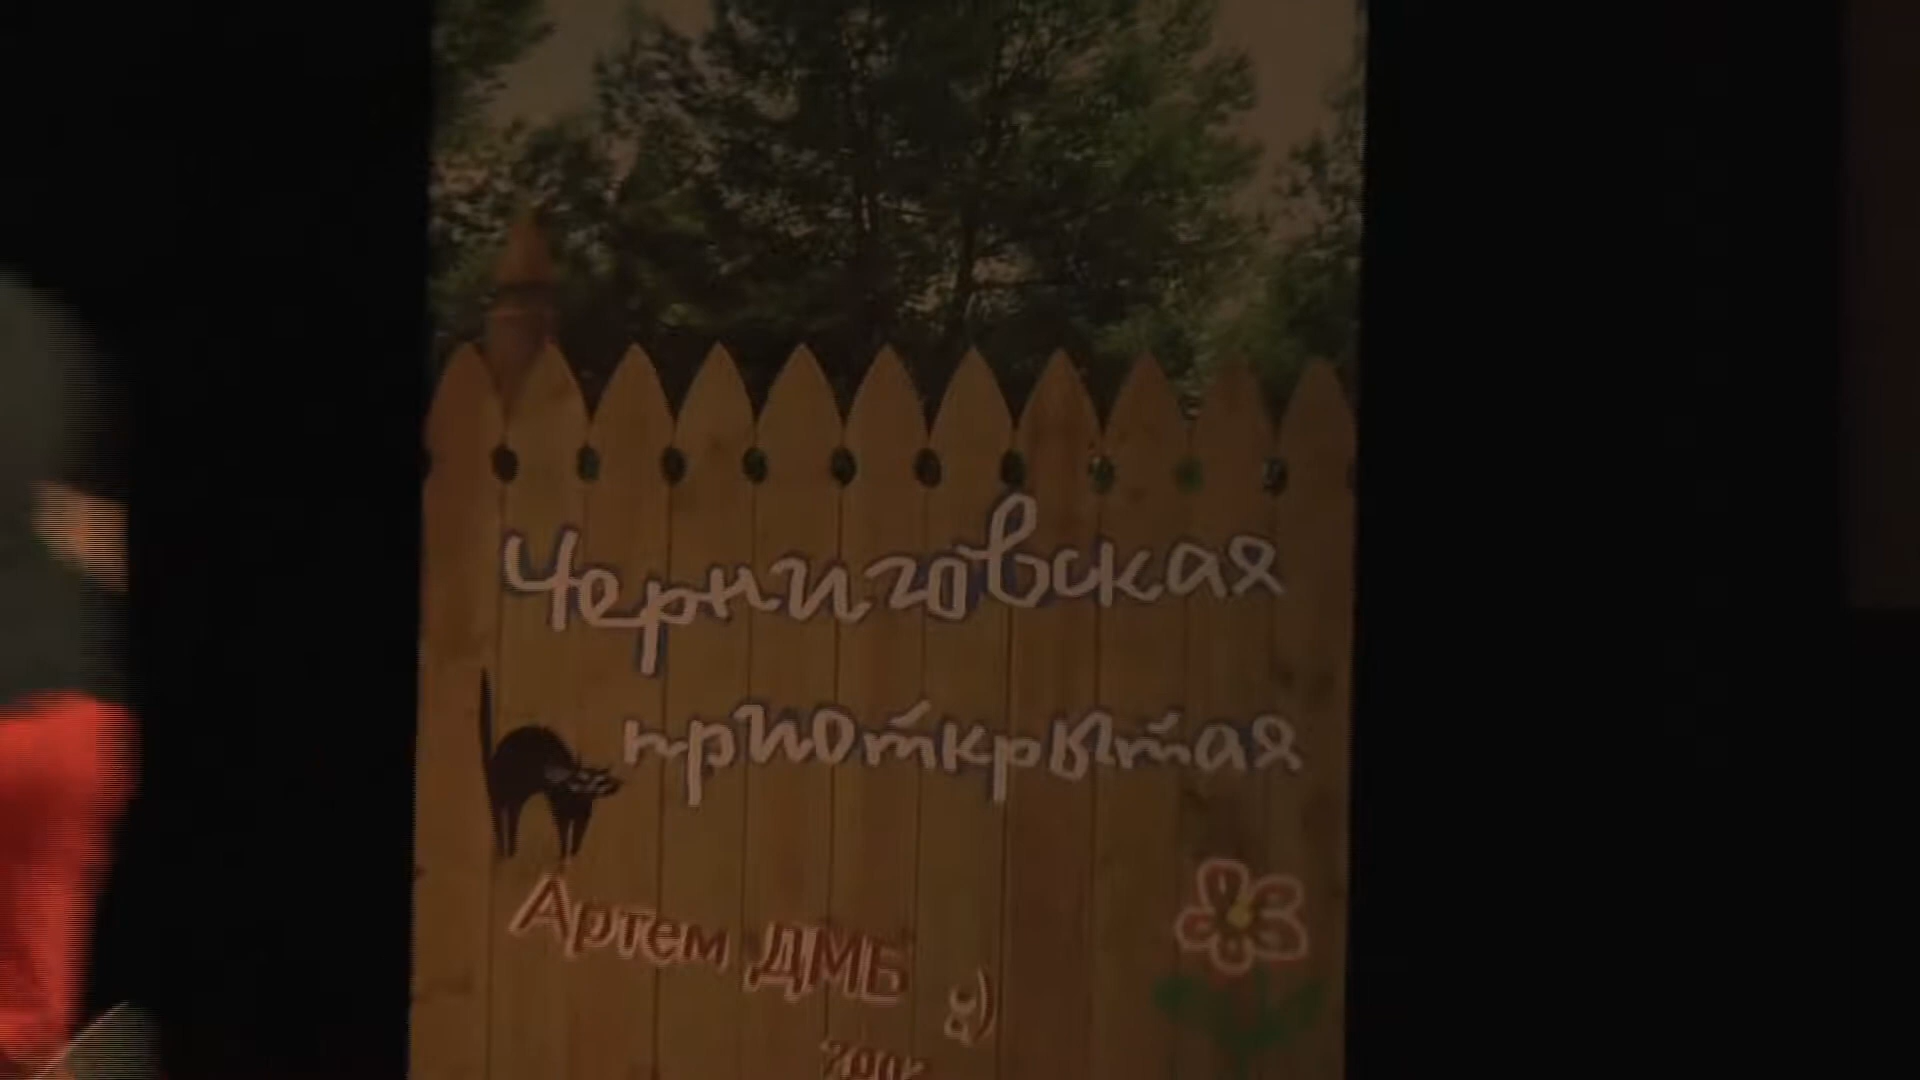 Черниговская
приоткрытая
Артем ДМБ
:)